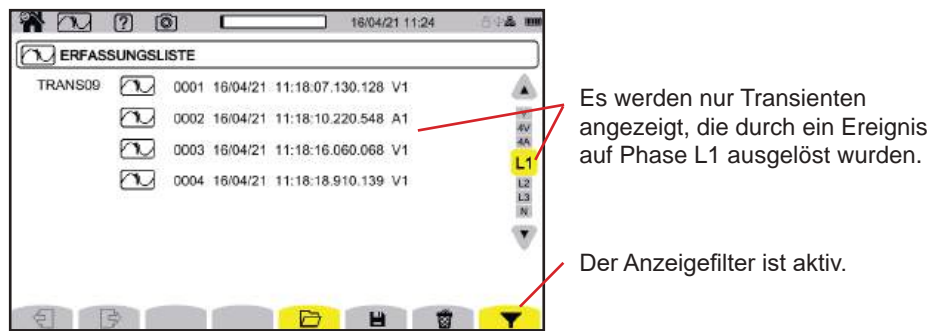 16/04/21 11:24
ERFASSUNGSLISTE
TRANS09 0001 16/04/21 11:18:07.130.128 V1
0002 16/04/21 11:18:10.220.548 A1
0003 16/04/21 11:18:16.060.068 V1
0004 16/04/21 11:18:18.910.139 V1
?
4V
4A
L1
L2
L3
N
Es werden nur Transienten
angezeigt, die durch ein Ereignis
auf Phase L1 ausgelöst wurden.
Der Anzeigefilter ist aktiv.